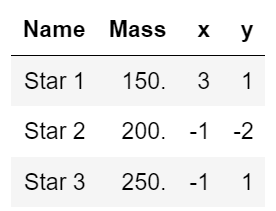 Name Mass x y
Star 1 150. 3 1
Star 2 200. -1 -2
Star 3 250. -1 1